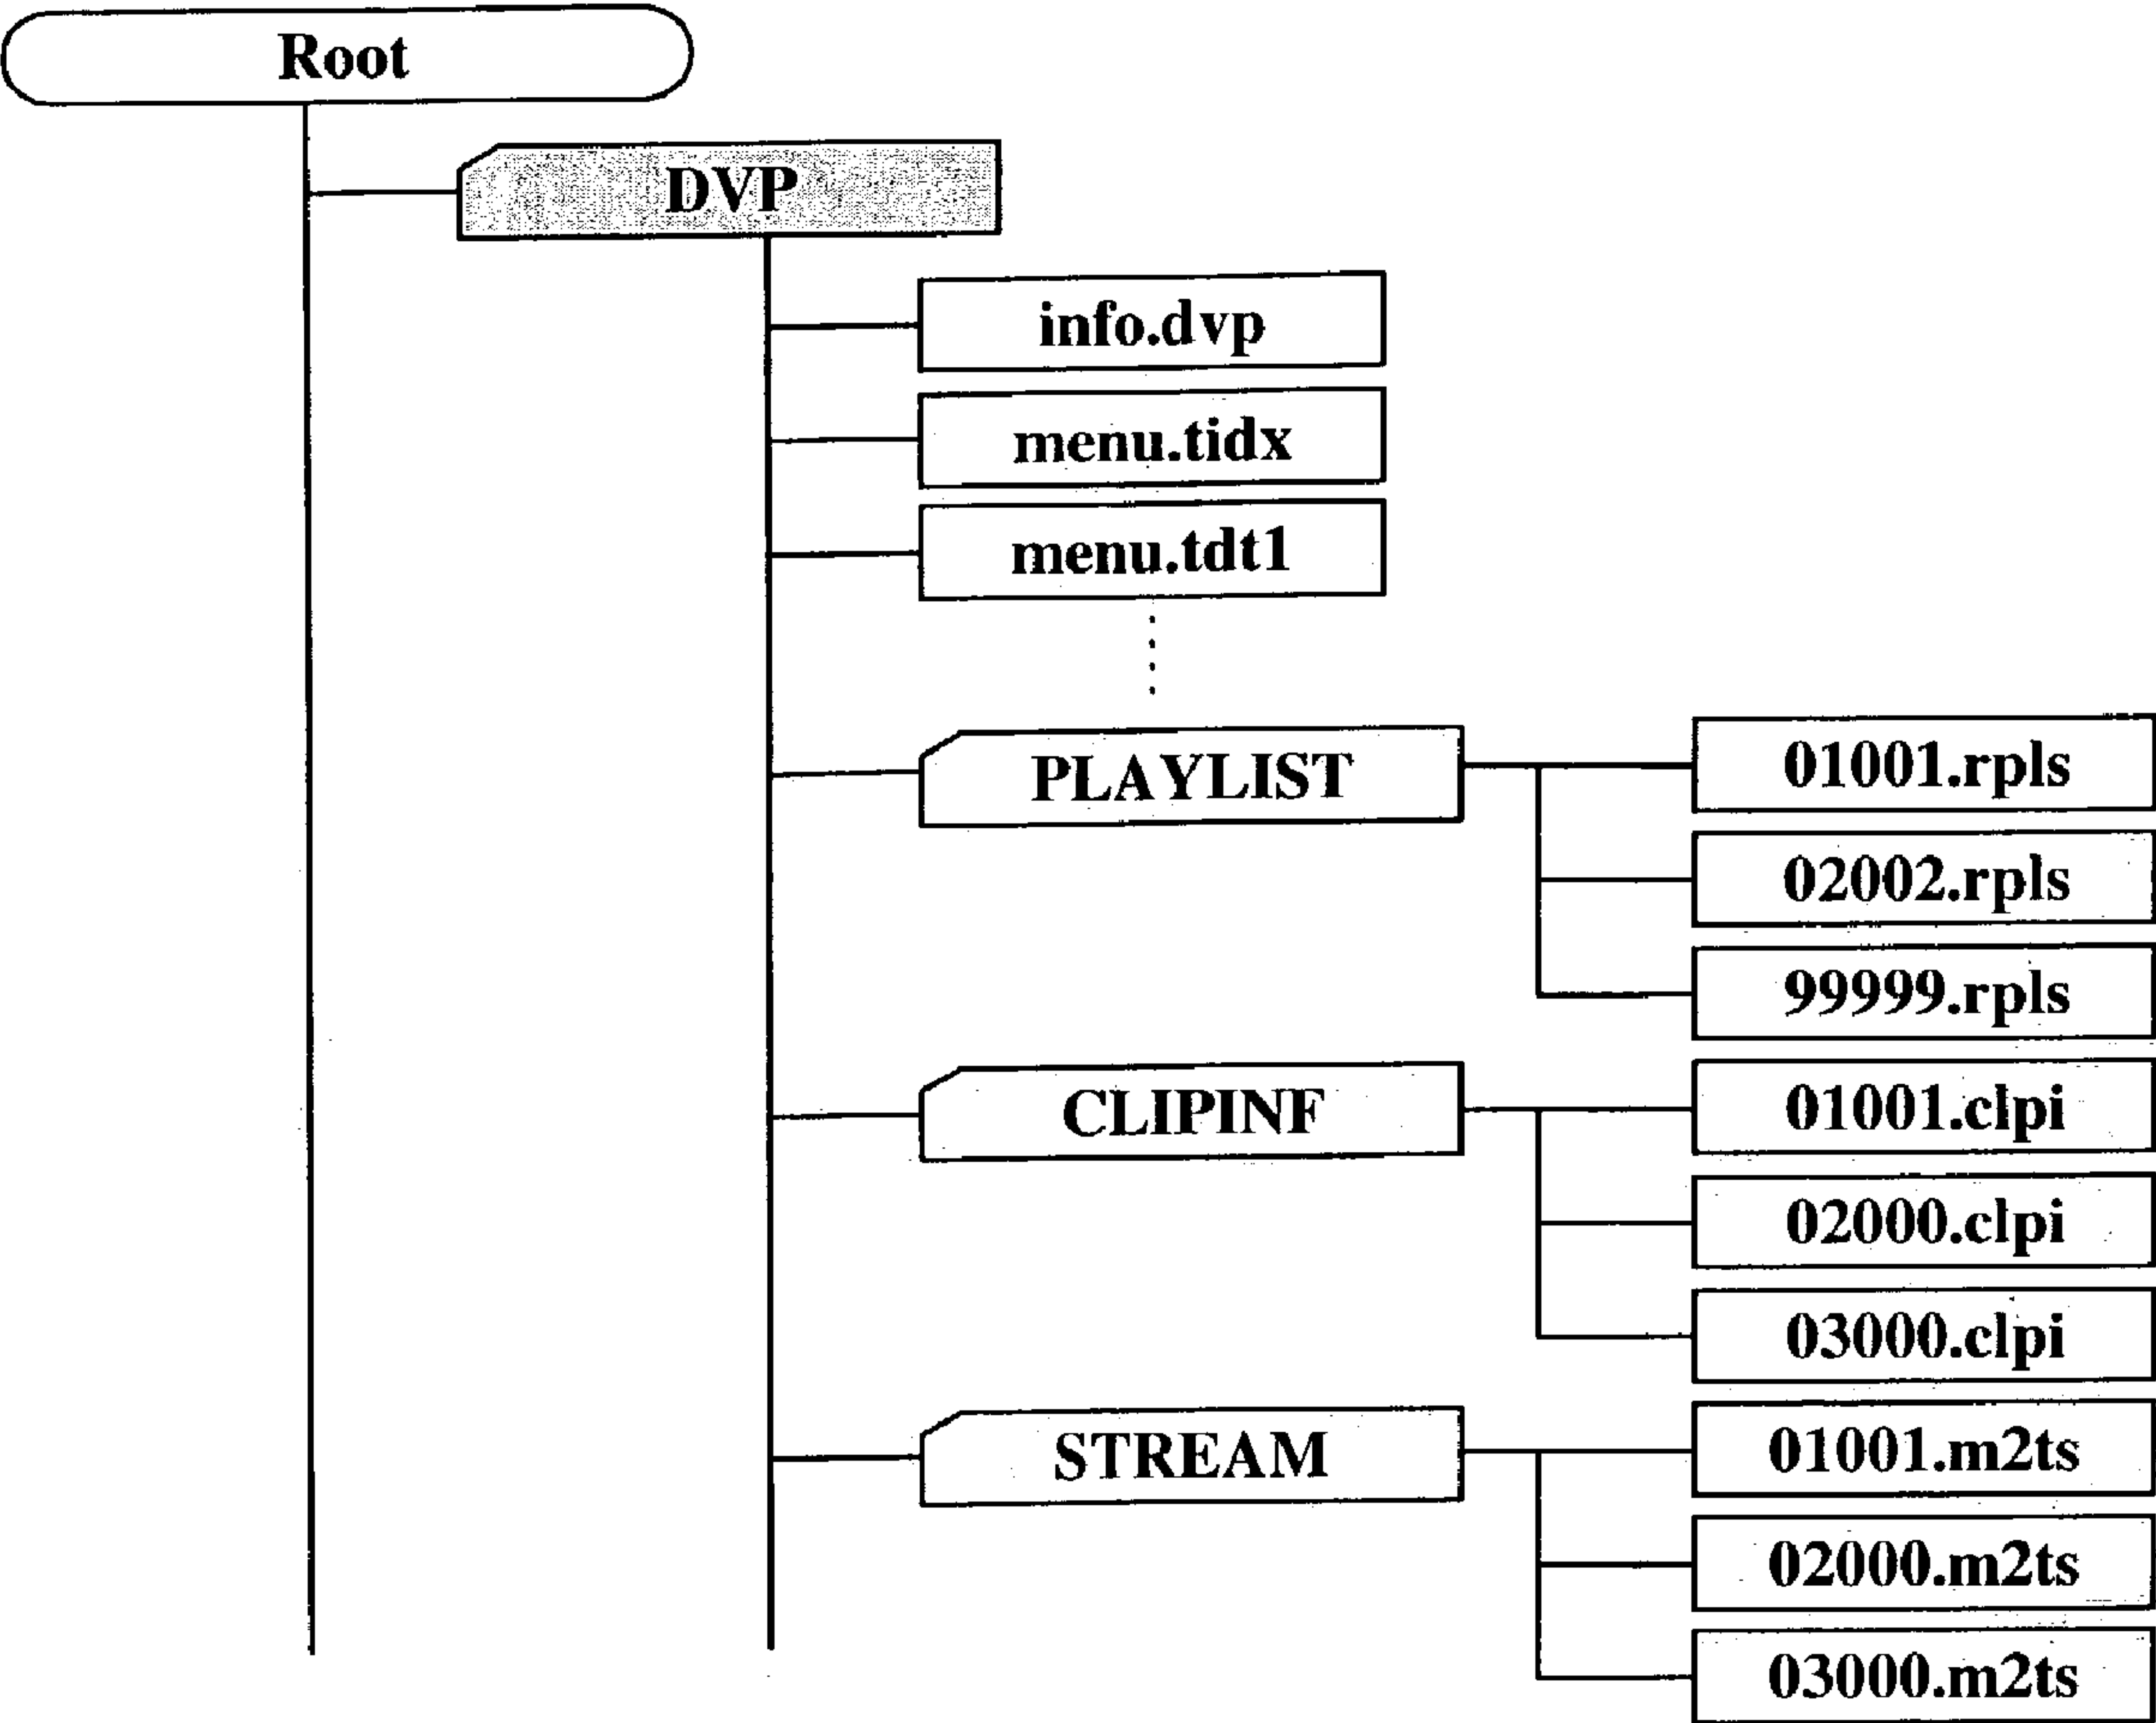 Root
DVP
info.dvp
menu.tidx
menu.tdt1
PLAYLIST
01001.rpls
02002.rpls
99999.rpls
CLIPINF
01001.clpi
02000.clpi
03000.clpi
STREAM
01001.m2ts
02000.m2ts
03000.m2ts